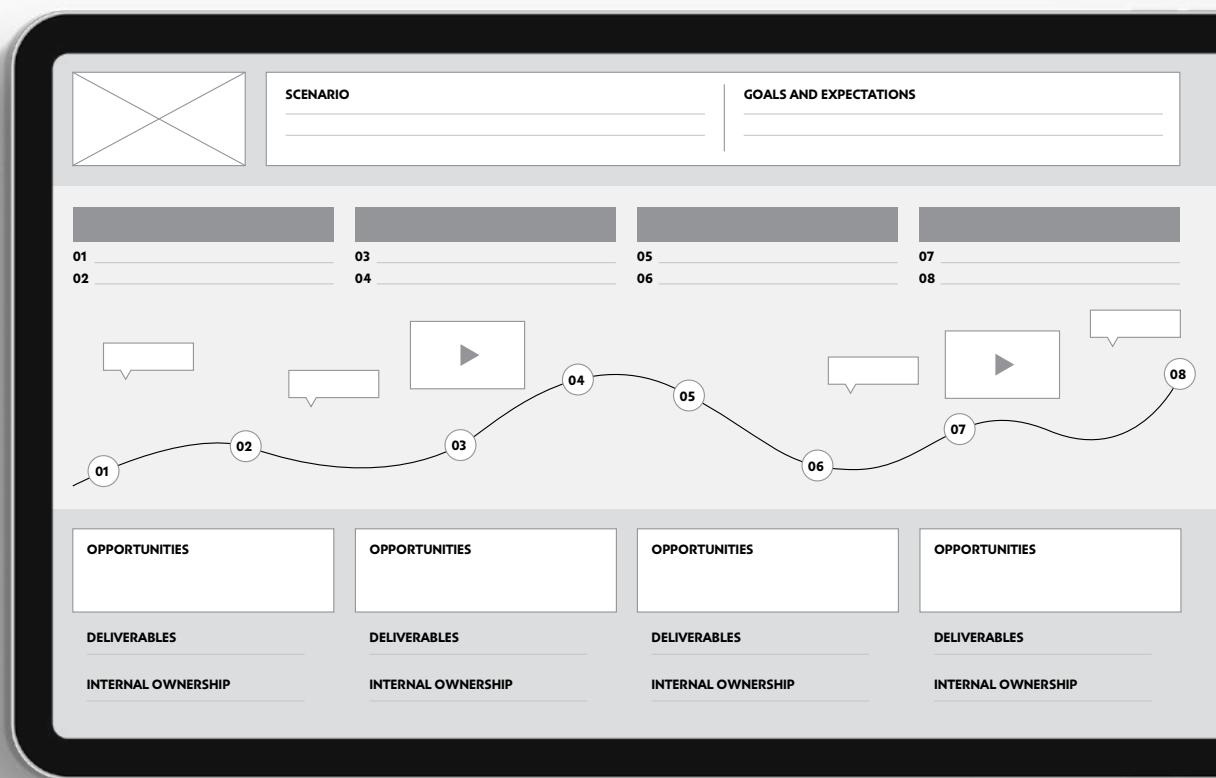 SCENARIO
GOALS AND EXPECTATIONS
01
02
03
04
05
06
07
08
01
02
03
04
05
06
07
08
OPPORTUNITIES
DELIVERABLES
INTERNAL OWNERSHIP
OPPORTUNITIES
DELIVERABLES
INTERNAL OWNERSHIP
OPPORTUNITIES
DELIVERABLES
INTERNAL OWNERSHIP
OPPORTUNITIES
DELIVERABLES
INTERNAL OWNERSHIP